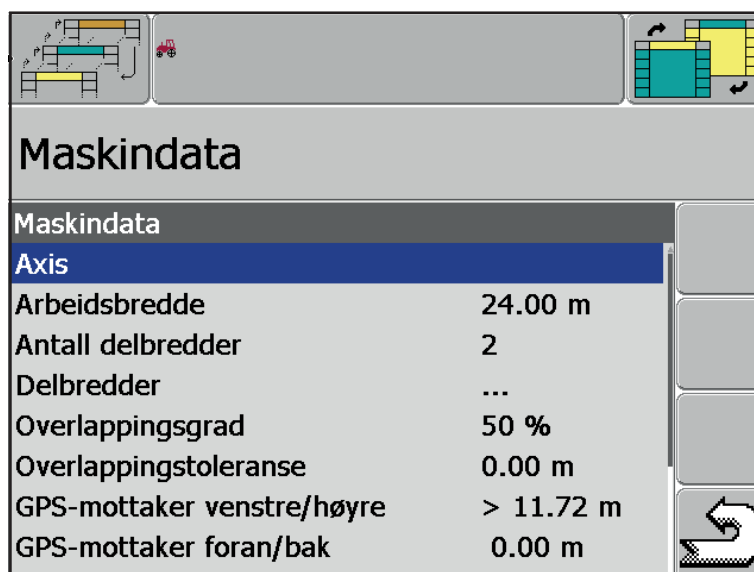 Maskindata
Maskindata
Axis
Arbeidsbredde 24.00 m
Antall delbredder 2
Delbredder ...
Overlappingsgrad 50 %
Overlappingstoleranse 0.00 m
GPS-mottaker venstre/høyre > 11.72 m
GPS-mottaker foran/bak 0.00 m